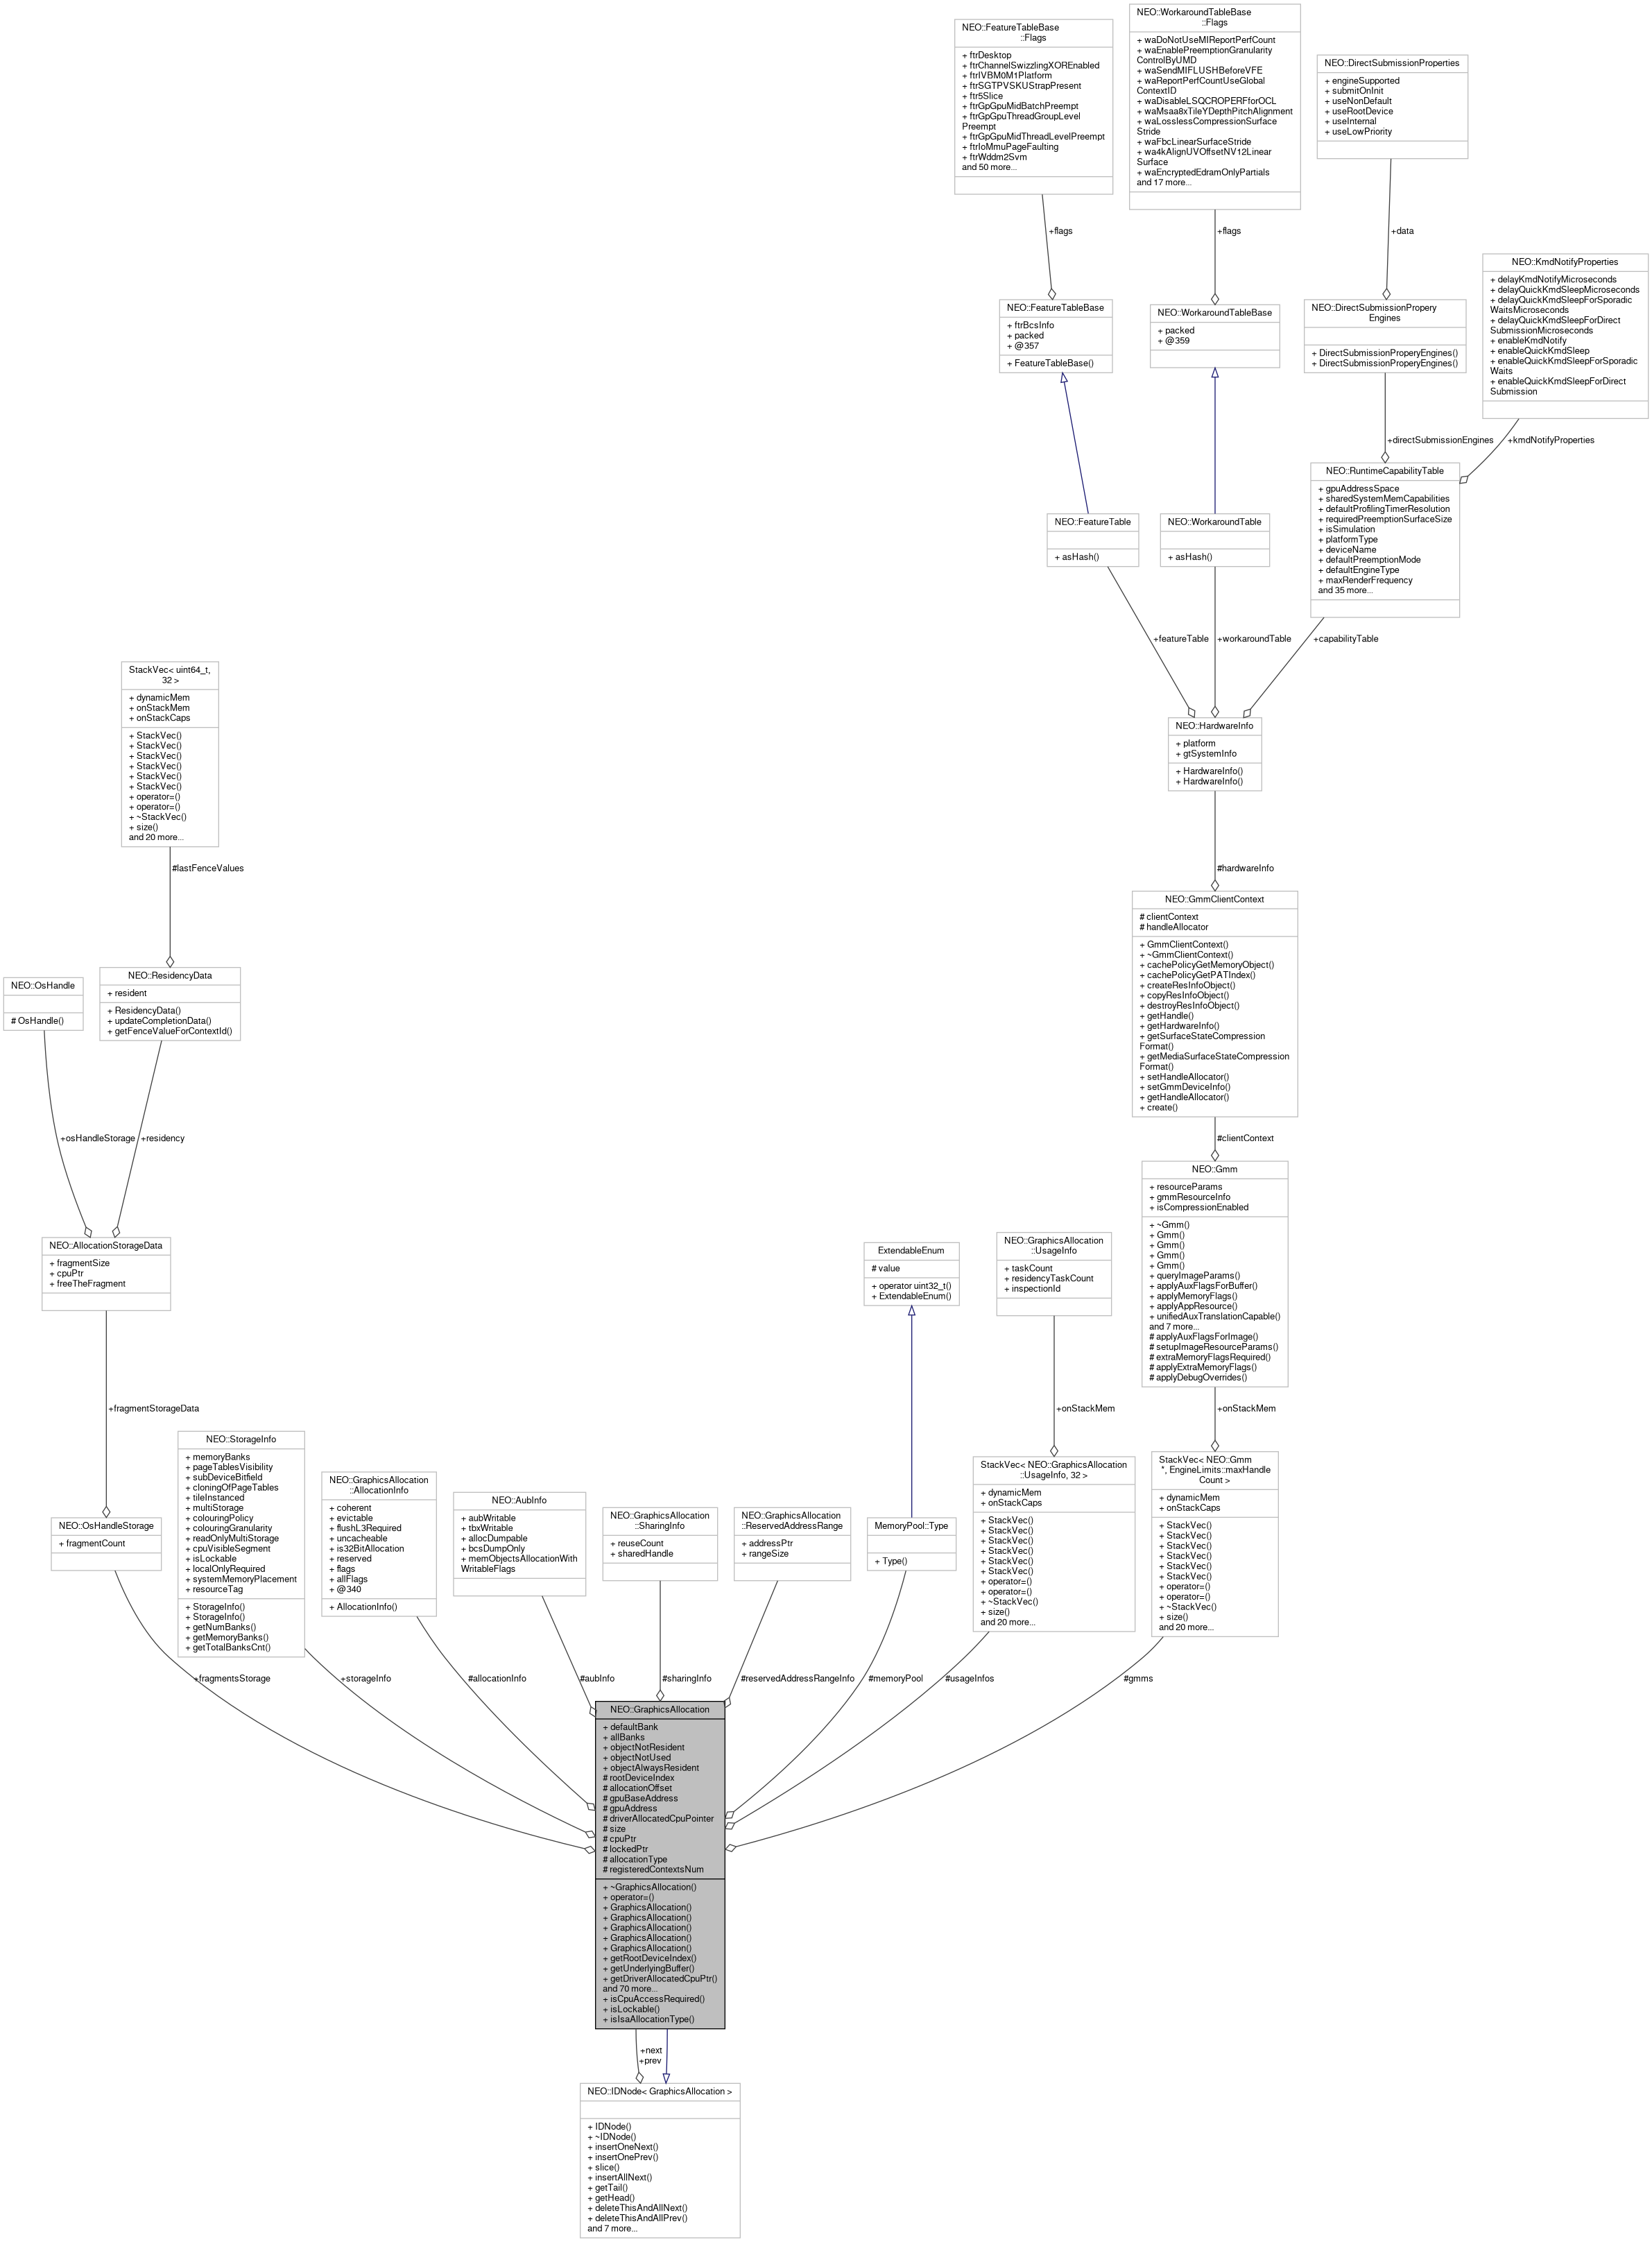 NEO::FeatureTableBase
::Flags
+ ftrDesktop
+ ftrChannelSwizzlingXOREnabled
+ ftrIVBM0M1Platform
+ ftrSGTPVSKUStrapPresent
+ ftr5Slice
+ ftrGpGpuMidBatchPreempt
+ ftrGpGpuThreadGroupLevel
Preempt
+ ftrGpGpuMidThreadLevelPreempt
+ ftrIoMmuPageFaulting
+ ftrWddm2Svm
and 50 more...
NEO::WorkaroundTableBase
::Flags
+ waDoNotUseMIReportPerfCount
+ waEnablePreemptionGranularity
ControlByUMD
+ waSendMIFLUSHBeforeVFE
+ waReportPerfCountUseGlobal
ContextID
+ waDisableLSQCROPERFforOCL
+ waMsaa8xTileYDepthPitchAlignment
+ waLosslessCompressionSurface
Stride
+ waFbcLinearSurfaceStride
+ wa4kAlignUVOffsetNV12Linear
Surface
+ waEncryptedEdramOnlyPartials
and 17 more...
NEO::DirectSubmissionProperties
+ engineSupported
+ submitOnInit
+ useNonDefault
+ useRootDevice
+ useInternal
+ useLowPriority
+flags
+flags
+data
NEO::KmdNotifyProperties
+ delayKmdNotifyMicroseconds
+ delayQuickKmdSleepMicroseconds
+ delayQuickKmdSleepForSporadic
WaitsMicroseconds
+ delayQuickKmdSleepForDirect
SubmissionMicroseconds
+ enableKmdNotify
+ enableQuickKmdSleep
+ enableQuickKmdSleepForSporadic
Waits
+ enableQuickKmdSleepForDirect
Submission
NEO::FeatureTableBase
+ ftrBcsInfo
+ packed
+ @357
+ FeatureTableBase()
NEO::WorkaroundTableBase
+ packed
+ @359
NEO::DirectSubmissionPropery
Engines
+ DirectSubmissionProperyEngines()
+ DirectSubmissionProperyEngines()
+directSubmissionEngines
+kmdNotifyProperties
NEO::FeatureTable
+ asHash()
NEO::WorkaroundTable
+ asHash()
NEO::RuntimeCapabilityTable
+ gpuAddressSpace
+ sharedSystemMemCapabilities
+ defaultProfilingTimerResolution
+ requiredPreemptionSurfaceSize
+ isSimulation
+ platformType
+ deviceName
+ defaultPreemptionMode
+ defaultEngineType
+ maxRenderFrequency
and 35 more...
+featureTable
+workaroundTable
+capabilityTable
StackVec< uint64_t,
32 >
+ dynamicMem
+ onStackMem
+ onStackCaps
+ StackVec()
+ StackVec()
+ StackVec()
+ StackVec()
+ StackVec()
+ StackVec()
+ operator=()
+ operator=()
+ ~StackVec()
+ size()
and 20 more...
NEO::HardwareInfo
+ platform
+ gtSystemInfo
+ HardwareInfo()
+ HardwareInfo()
#lastFenceValues
#hardwareInfo
NEO::GmmClientContext
# clientContext
# handleAllocator
+ GmmClientContext()
+ ~GmmClientContext()
+ cachePolicyGetMemoryObject()
+ cachePolicyGetPATIndex()
+ createResInfoObject()
+ copyResInfoObject()
+ destroyResInfoObject()
+ getHandle()
+ getHardwareInfo()
+ getSurfaceStateCompression
Format()
+ getMediaSurfaceStateCompression
Format()
+ setHandleAllocator()
+ setGmmDeviceInfo()
+ getHandleAllocator()
+ create()
NEO::OsHandle
# OsHandle()
NEO::ResidencyData
+ resident
+ ResidencyData()
+ updateCompletionData()
+ getFenceValueForContextId()
+osHandleStorage
+residency
#clientContext
NEO::Gmm
+ resourceParams
+ gmmResourceInfo
+ isCompressionEnabled
+ ~Gmm()
+ Gmm()
+ Gmm()
+ Gmm()
+ Gmm()
+ queryImageParams()
+ applyAuxFlagsForBuffer()
+ applyMemoryFlags()
+ applyAppResource()
+ unifiedAuxTranslationCapable()
and 7 more...
# applyAuxFlagsForImage()
# setupImageResourceParams()
# extraMemoryFlagsRequired()
# applyExtraMemoryFlags()
# applyDebugOverrides()
NEO::AllocationStorageData
+ fragmentSize
+ cpuPtr
+ freeTheFragment
ExtendableEnum
# value
+ operator uint32_t()
+ ExtendableEnum()
NEO::GraphicsAllocation
::UsageInfo
+ taskCount
+ residencyTaskCount
+ inspectionId
+fragmentStorageData
+onStackMem
+onStackMem
NEO::OsHandleStorage
+ fragmentCount
NEO::StorageInfo
+ memoryBanks
+ pageTablesVisibility
+ subDeviceBitfield
+ cloningOfPageTables
+ tileInstanced
+ multiStorage
+ colouringPolicy
+ colouringGranularity
+ readOnlyMultiStorage
+ cpuVisibleSegment
+ isLockable
+ localOnlyRequired
+ systemMemoryPlacement
+ resourceTag
+ StorageInfo()
+ StorageInfo()
+ getNumBanks()
+ getMemoryBanks()
+ getTotalBanksCnt()
NEO::GraphicsAllocation
::AllocationInfo
+ coherent
+ evictable
+ flushL3Required
+ uncacheable
+ is32BitAllocation
+ reserved
+ flags
+ allFlags
+ @340
+ AllocationInfo()
NEO::AubInfo
+ aubWritable
+ tbxWritable
+ allocDumpable
+ bcsDumpOnly
+ memObjectsAllocationWith
WritableFlags
NEO::GraphicsAllocation
::SharingInfo
+ reuseCount
+ sharedHandle
NEO::GraphicsAllocation
::ReservedAddressRange
+ addressPtr
+ rangeSize
MemoryPool::Type
+ Type()
StackVec< NEO::GraphicsAllocation
::UsageInfo, 32 >
+ dynamicMem
+ onStackCaps
+ StackVec()
+ StackVec()
+ StackVec()
+ StackVec()
+ StackVec()
+ StackVec()
+ operator=()
+ operator=()
+ ~StackVec()
+ size()
and 20 more...
StackVec< NEO::Gmm
*, EngineLimits::maxHandle
Count >
+ dynamicMem
+ onStackCaps
+ StackVec()
+ StackVec()
+ StackVec()
+ StackVec()
+ StackVec()
+ StackVec()
+ operator=()
+ operator=()
+ ~StackVec()
+ size()
and 20 more...
+fragmentsStorage
+storageInfo
#allocationInfo
#aubInfo
#sharingInfo
#reservedAddressRangeInfo
#memoryPool
#usageInfos
#gmms
NEO::GraphicsAllocation
+ defaultBank
+ allBanks
+ objectNotResident
+ objectNotUsed
+ objectAlwaysResident
# rootDeviceIndex
# allocationOffset
# gpuBaseAddress
# gpuAddress
# driverAllocatedCpuPointer
# size
# cpuPtr
# lockedPtr
# allocationType
# registeredContextsNum
+ ~GraphicsAllocation()
+ operator=()
+ GraphicsAllocation()
+ GraphicsAllocation()
+ GraphicsAllocation()
+ GraphicsAllocation()
+ GraphicsAllocation()
+ getRootDeviceIndex()
+ getUnderlyingBuffer()
+ getDriverAllocatedCpuPtr()
and 70 more...
+ isCpuAccessRequired()
+ isLockable()
+ isIsaAllocationType()
+next
+prev
NEO::IDNode< GraphicsAllocation >
+ IDNode()
+ ~IDNode()
+ insertOneNext()
+ insertOnePrev()
+ slice()
+ insertAllNext()
+ getTail()
+ getHead()
+ deleteThisAndAllNext()
+ deleteThisAndAllPrev()
and 7 more...